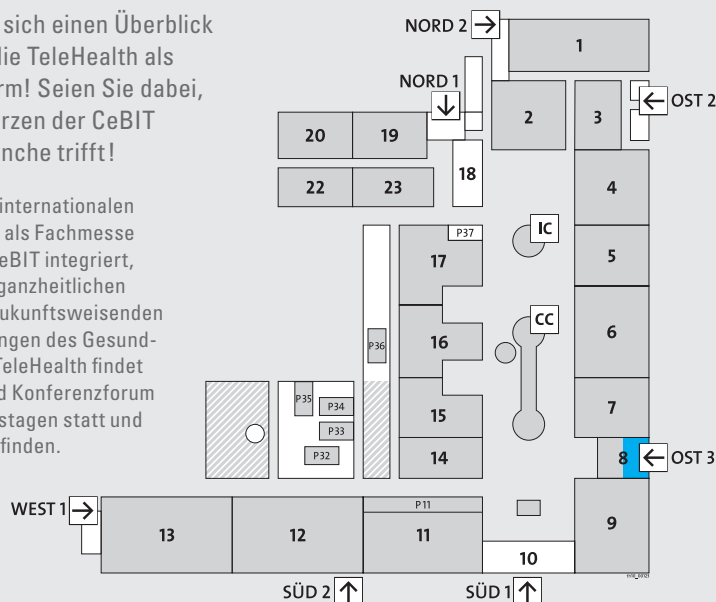 sich einen Überblick
die TeleHealth als
rm! Seien Sie dabei,
rzen der CeBIT
nche trifft!
internationalen
als Fachmesse
eBIT integriert,
ganzheitlichen
ukunftsweisenden
ngen des Gesund-
TeleHealth findet
d Konferenzforum
stagen statt und
finden.
NORD 2
1
NORD 1
OST 2
2
3
20
19
18
4
22
23
P37
IC
17
5
CC
16
6
P36
P35
P34
P33
P32
15
7
14
8
OST 3
WEST 1
P11
13
12
11
9
10
SÜD 2
SÜD 1